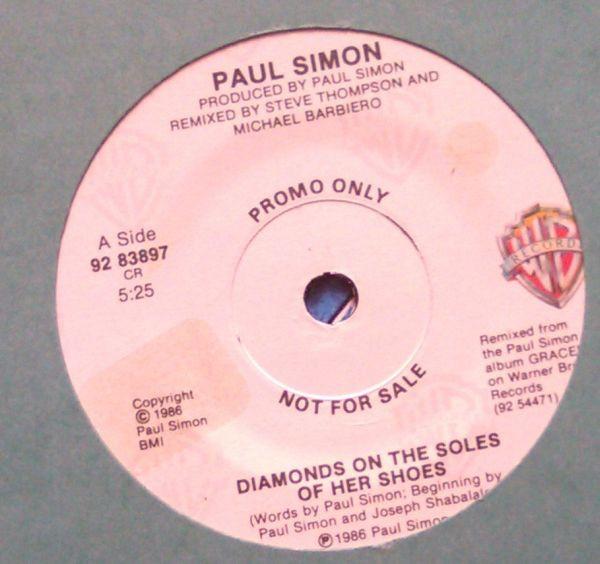 PAUL SIMON
PRODUCED BY PAUL SIMON
REMIXED BY STEVE THOMPSON AND
MICHAEL BARBIERO
PROMO ONLY
A Side
92 83897
CR
5:25
RECORD
Remixed from
the Paul Simon
album GRACE
on Warner Br
Records
(92 54471)
Copyright
© 1986
Paul Simon
BMI
NOT FOR SALE
DIAMONDS ON THE SOLES
OF HER SHOES
(Words by Paul Simon; Beginning by
Paul Simon and Joseph Shabalal
℗ 1986 Paul Simon